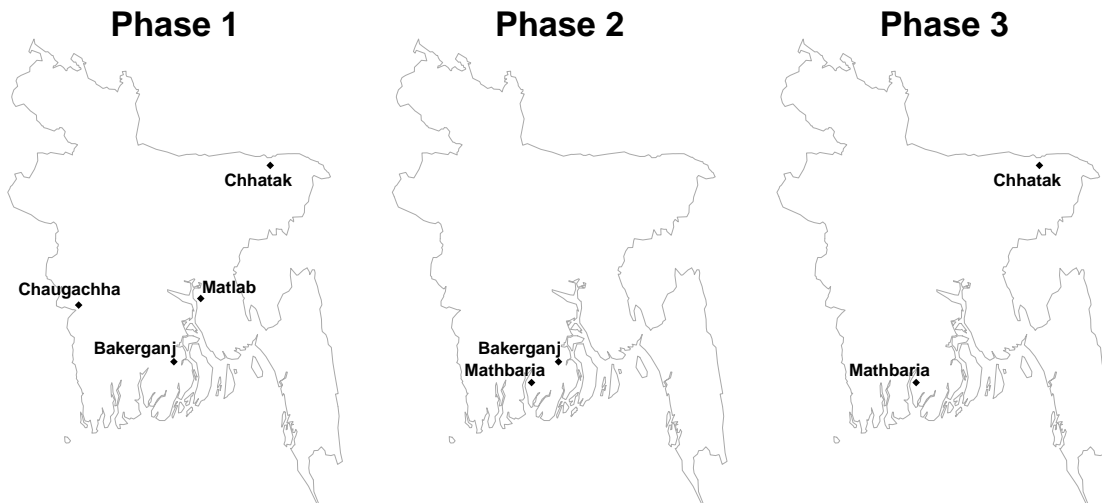 Phase 1
Phase 2
Phase 3
Chhatak
Chaugachha
Matlab
Bakerganj
Bakerganj
Mathbaria
Chhatak
Mathbaria